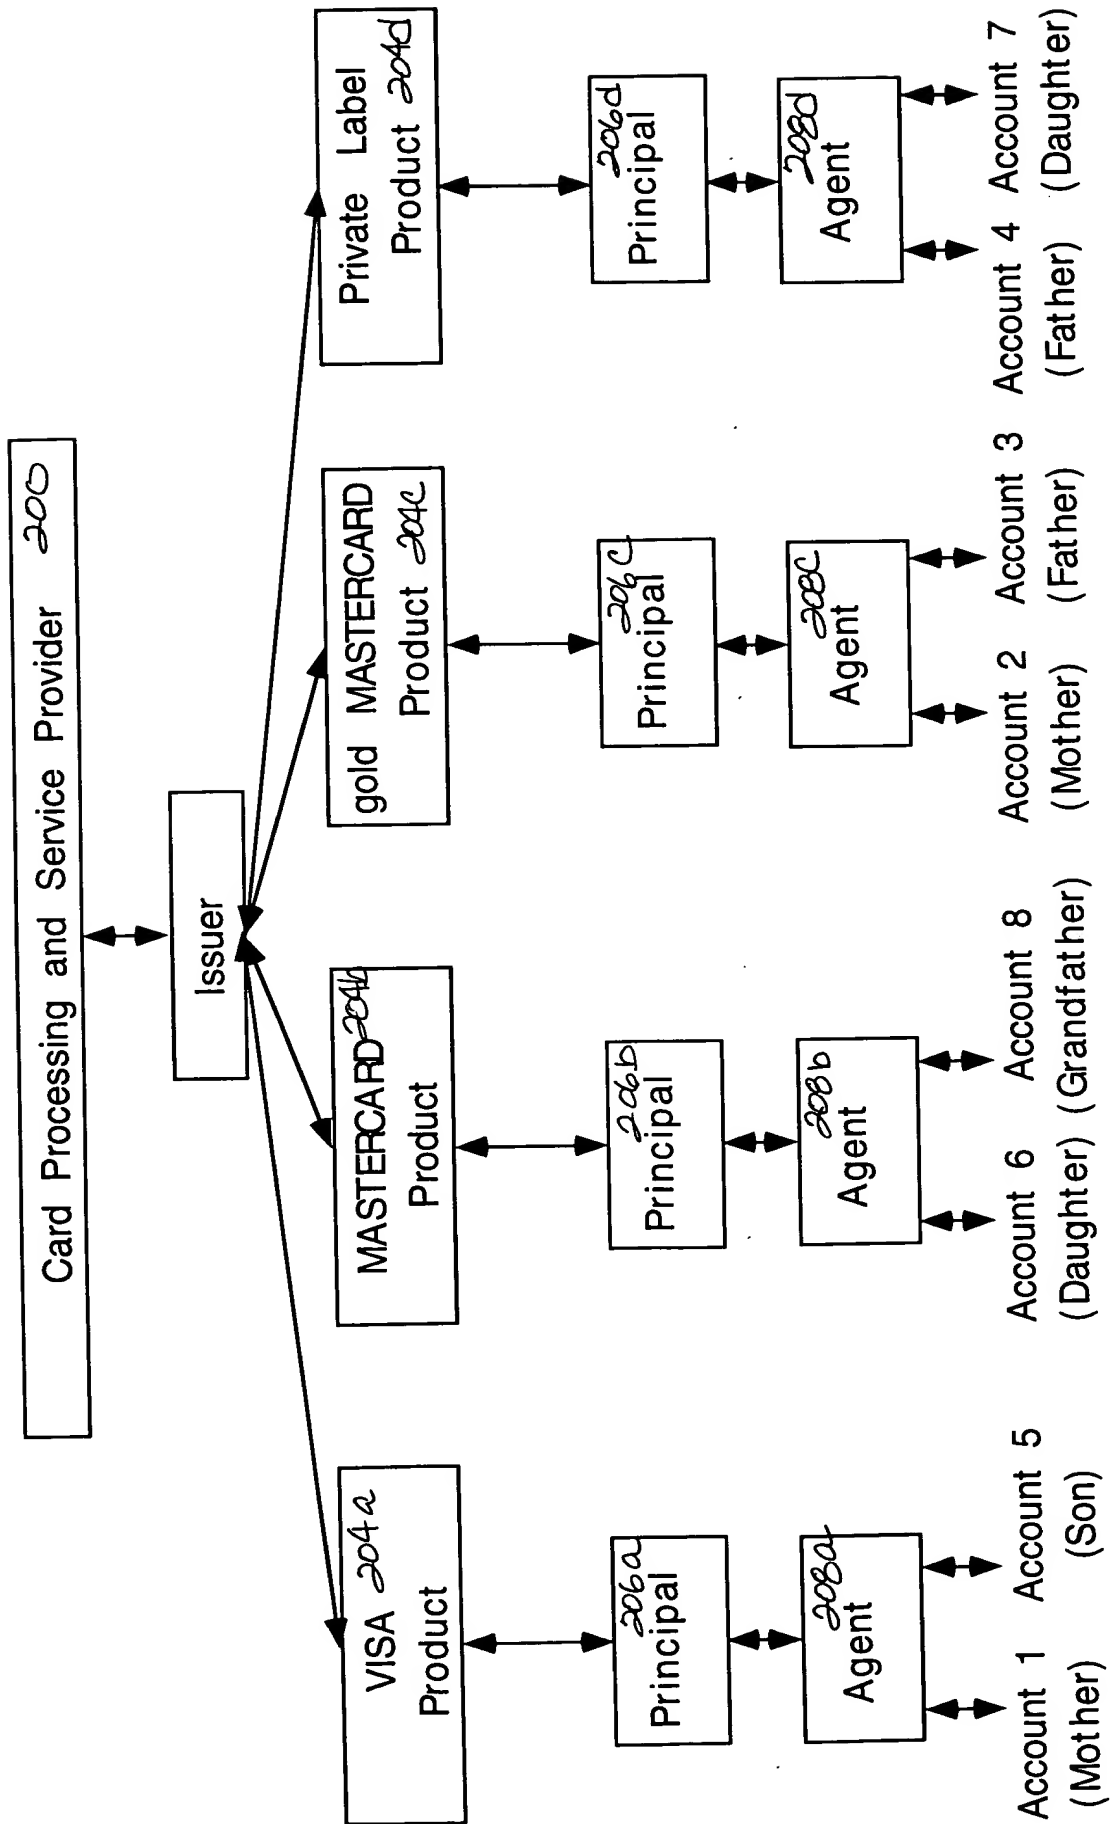 Card Processing and Service Provider 200
Issuer
VISA 204a
Product
MASTERCARD 204b
Product
gold MASTERCARD
Product 204c
Private Label
Product 204d
206a
Principal
206b
Principal
206c
Principal
206d
Principal
208a
Agent
208b
Agent
208c
Agent
208d
Agent
Account 1
(Mother)
Account 5
(Son)
Account 6
(Daughter)
Account 8
(Grandfather)
Account 2
(Mother)
Account 3
(Father)
Account 4
(Father)
Account 7
(Daughter)